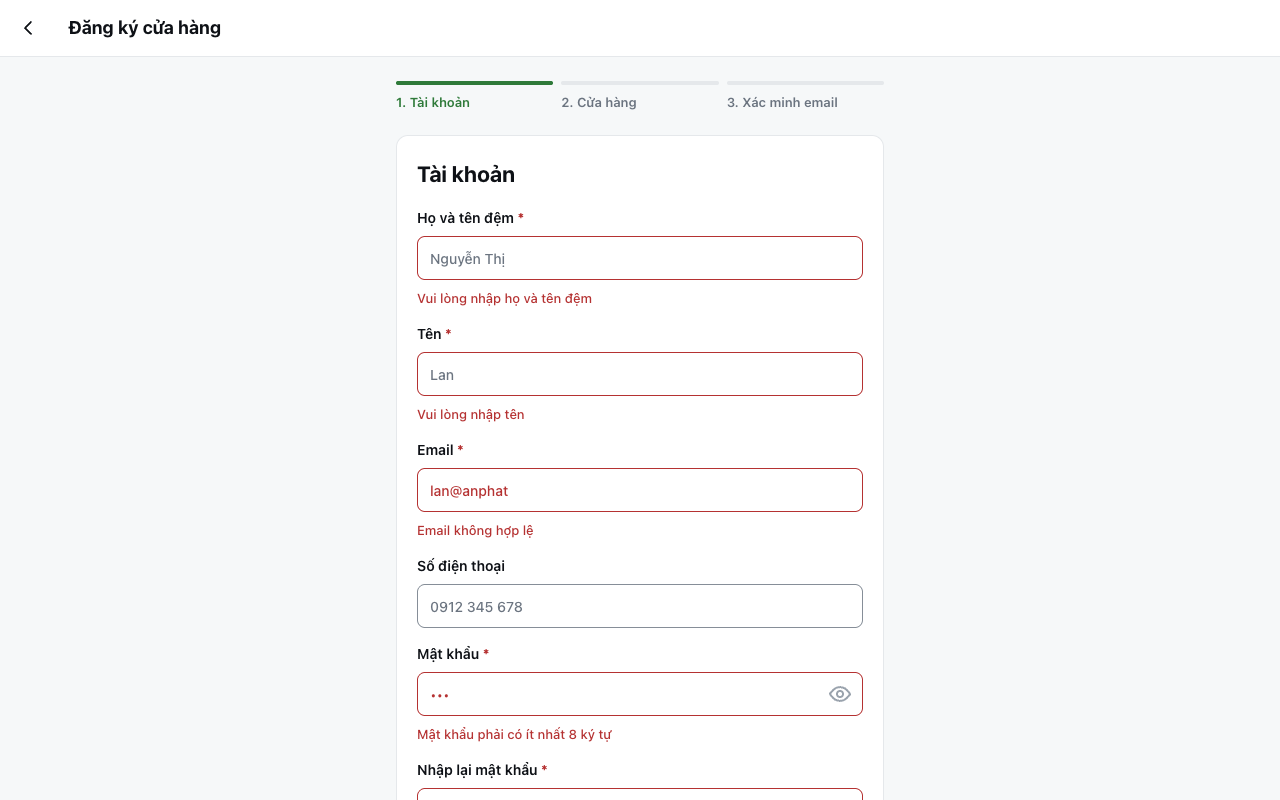 Đăng ký cửa hàng
1. Tài khoản
2. Cửa hàng
3. Xác minh email
Tài khoản
Họ và tên đệm *
Nguyễn Thị
Vui lòng nhập họ và tên đệm
Tên *
Lan
Vui lòng nhập tên
Email *
lan@anphat
Email không hợp lệ
Số điện thoại
0912 345 678
Mật khẩu *
•••
Mật khẩu phải có ít nhất 8 ký tự
Nhập lại mật khẩu *